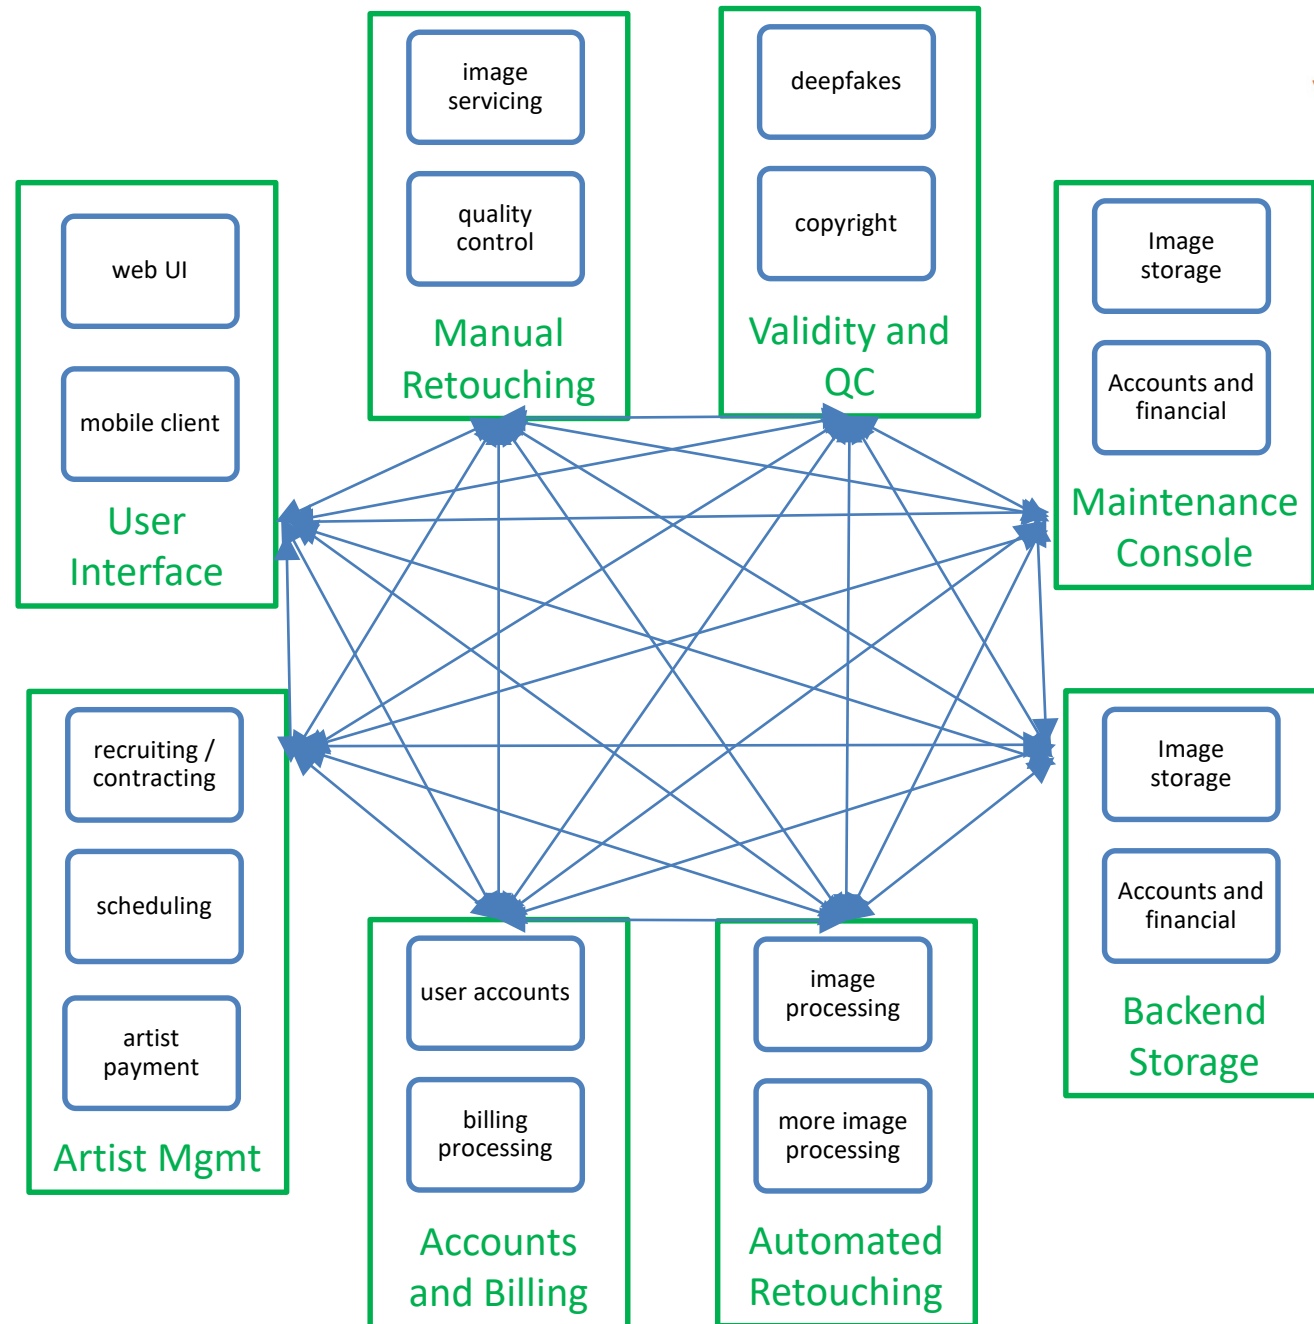 image
servicing
quality
control
Manual
Retouching
deepfakes
copyright
Validity and
QC
web UI
mobile client
User
Interface
Image
storage
Accounts and
financial
Maintenance
Console
recruiting /
contracting
scheduling
artist
payment
Artist Mgmt
Image
storage
Accounts and
financial
Backend
Storage
user accounts
billing
processing
Accounts
and Billing
image
processing
more image
processing
Automated
Retouching